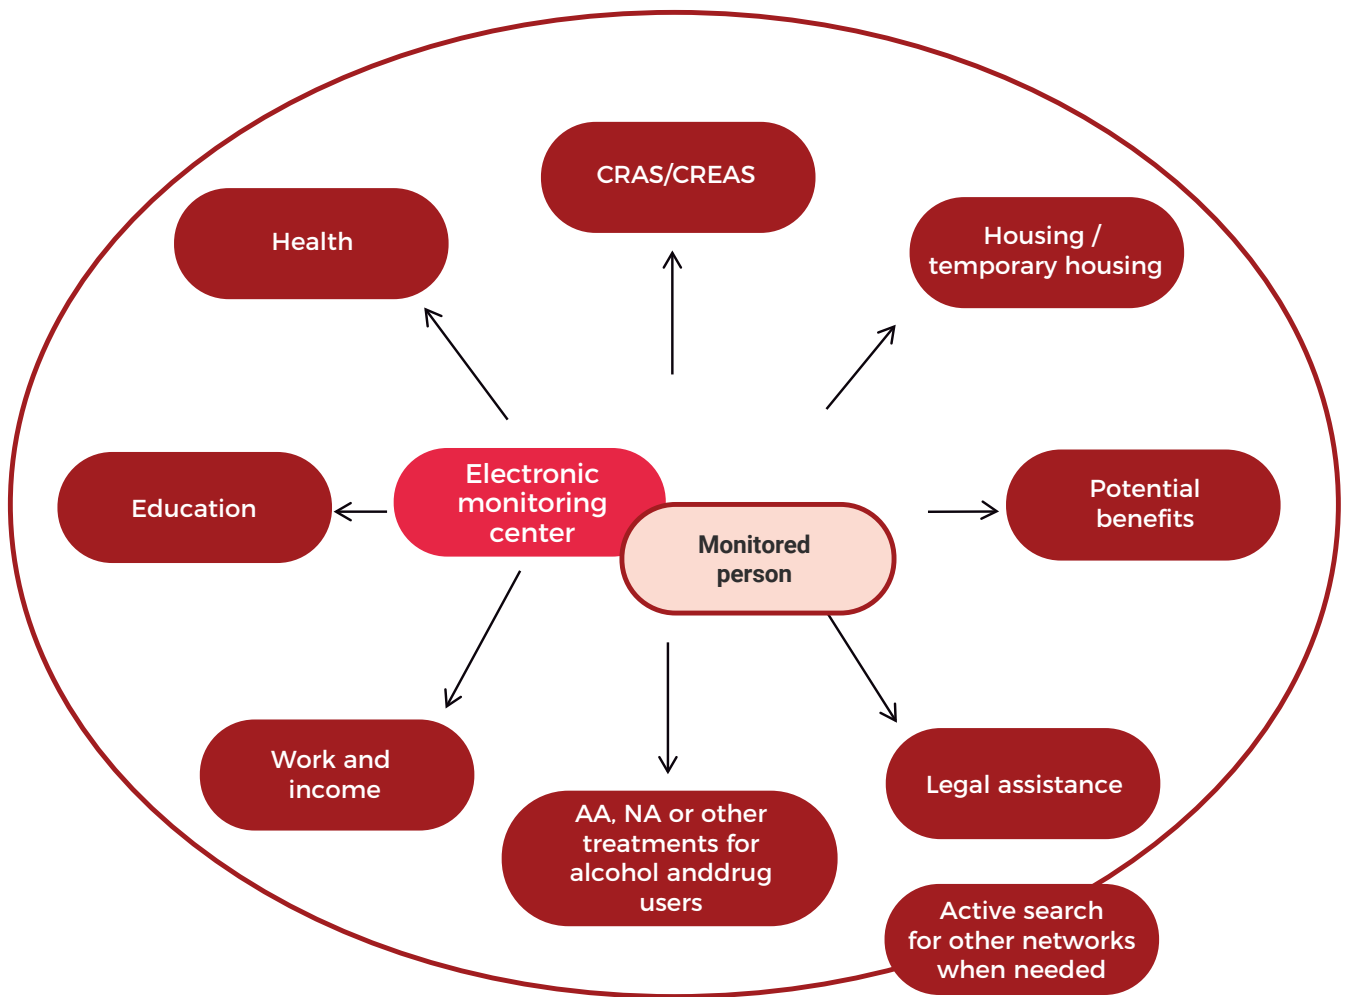 CRAS/CREAS
Health
Housing /
temporary housing
Electronic
monitoring
center
Education
Potential
benefits
Monitored
person
Work and
income
Legal assistance
AA, NA or other
treatments for
alcohol anddrug
users
Active search
for other networks
when needed